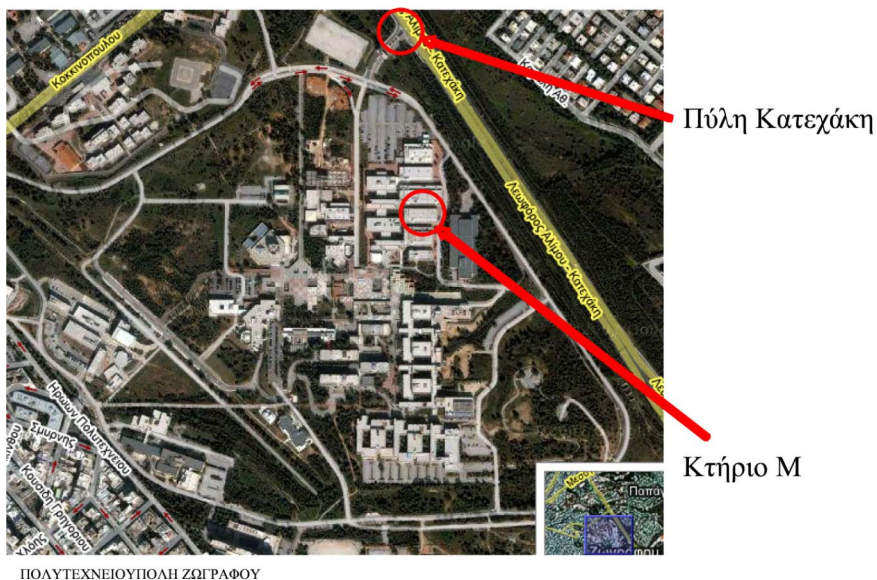 Κοκκινοπούλου
Αλίμου - Κατεχάκη
Πύλη Κατεχάκη
Λεωφόρος Αλίμου - Κατεχάκη
Ηρώων Πολυτεχνείου
Σμύρνης
Κουσίδη Γρηγορίου
Κτήριο Μ
ΠΟΛΥΤΕΧΝΕΙΟΥΠΟΛΗ ΖΩΓΡΑΦΟΥ